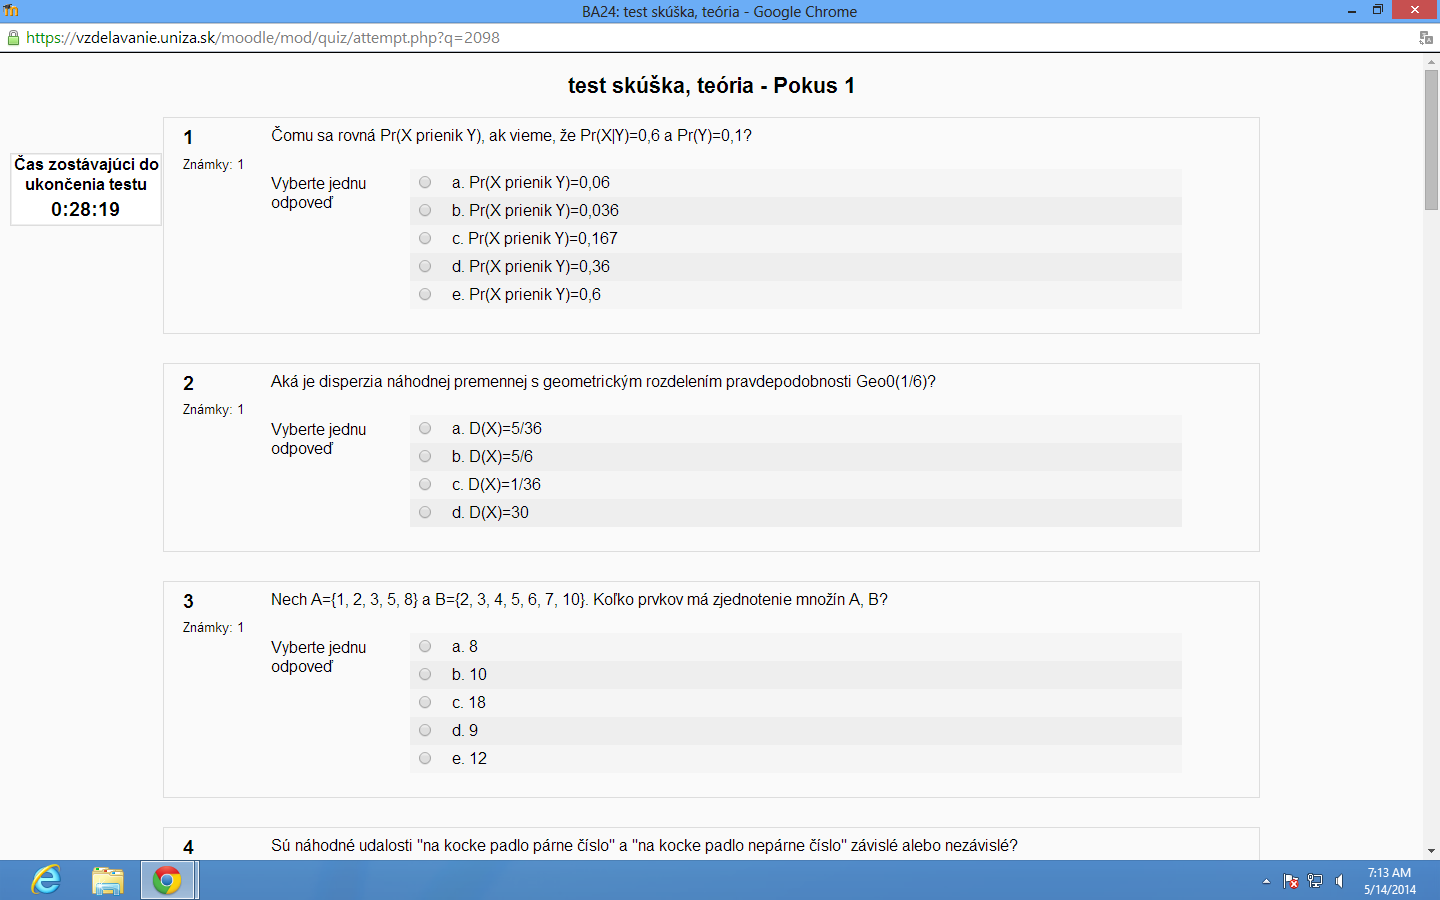 BA24: test skúška, teória - Google Chrome
https://vzdelavanie.uniza.sk/moodle/mod/quiz/attempt.php?q=2098
test skúška, teória - Pokus 1
Čas zostávajúci do
ukončenia testu
0:28:19
1
Známky: 1
Čomu sa rovná Pr(X prienik Y), ak vieme, že Pr(X|Y)=0,6 a Pr(Y)=0,1?
Vyberte jednu
odpoveď
a. Pr(X prienik Y)=0,06
b. Pr(X prienik Y)=0,036
c. Pr(X prienik Y)=0,167
d. Pr(X prienik Y)=0,36
e. Pr(X prienik Y)=0,6
2
Známky: 1
Aká je disperzia náhodnej premennej s geometrickým rozdelením pravdepodobnosti Geo0(1/6)?
Vyberte jednu
odpoveď
a. D(X)=5/36
b. D(X)=5/6
c. D(X)=1/36
d. D(X)=30
3
Známky: 1
Nech A={1, 2, 3, 5, 8} a B={2, 3, 4, 5, 6, 7, 10}. Koľko prvkov má zjednotenie množín A, B?
Vyberte jednu
odpoveď
a. 8
b. 10
c. 18
d. 9
e. 12
4
Sú náhodné udalosti "na kocke padlo párne číslo" a "na kocke padlo nepárne číslo" závislé alebo nezávislé?
7:13 AM
5/14/2014